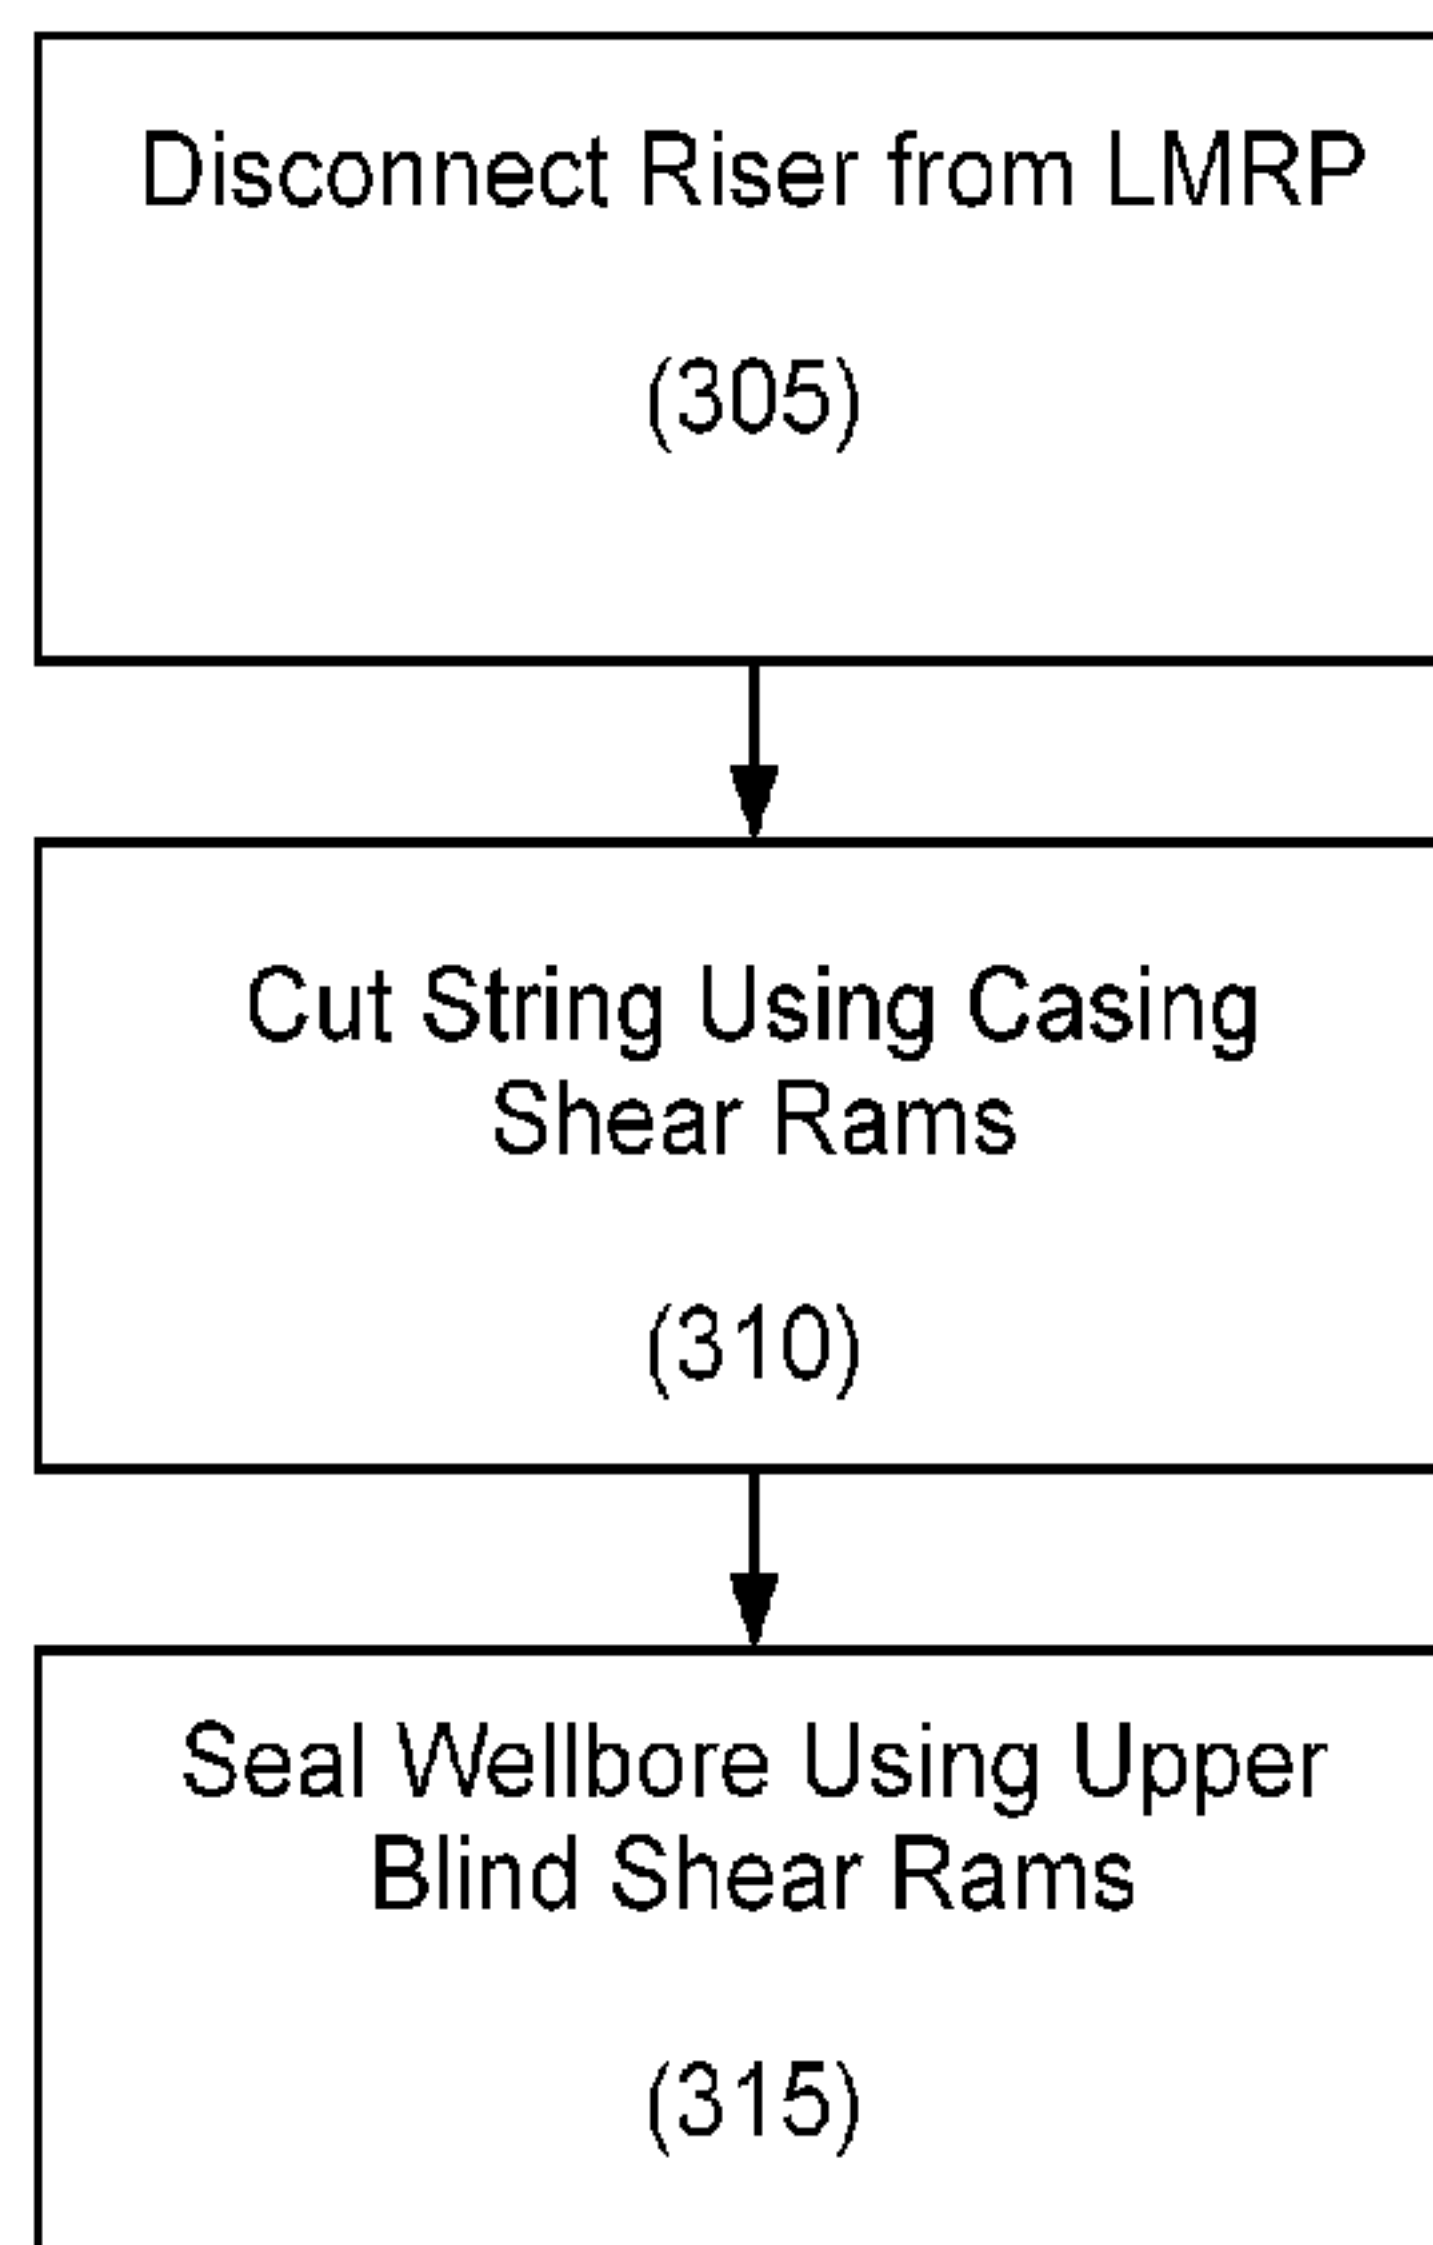 Disconnect Riser from LMRP
(305)
Cut String Using Casing
Shear Rams
(310)
Seal Wellbore Using Upper
Blind Shear Rams
(315)